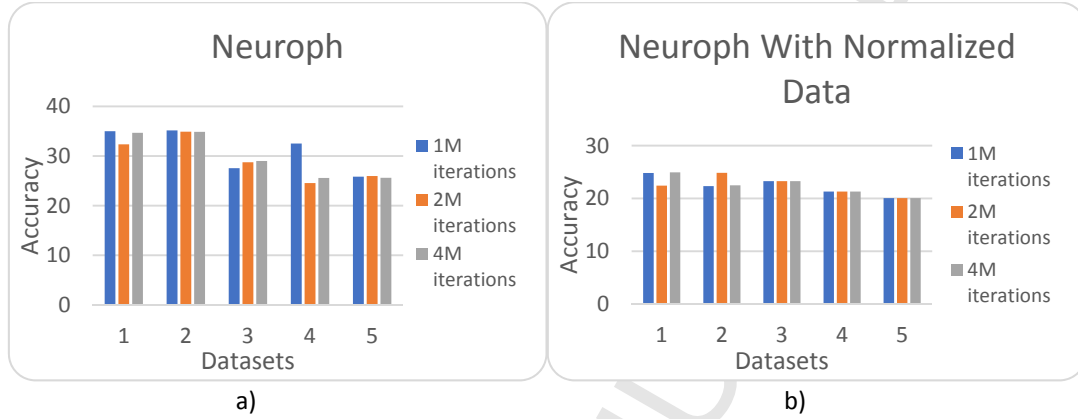 Neuroph
40
30
20
10
0
Accuracy
1 2 3 4 5
Datasets
1M
iterations
2M
iterations
4M
iterations
a)
Neuroph With Normalized
Data
30
20
10
0
Accuracy
1 2 3 4 5
Datasets
1M
iterations
2M
iterations
4M
iterations
b)